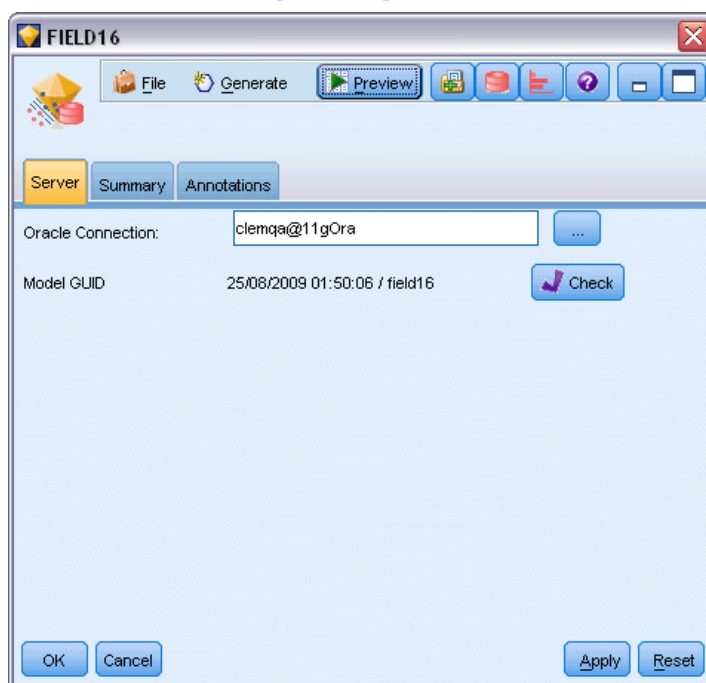 FIELD16
File Generate Preview
Server Summary Annotations
Oracle Connection: clemqa@11gOra ...
Model GUID 25/08/2009 01:50:06 / field16 Check
OK Cancel Apply Reset